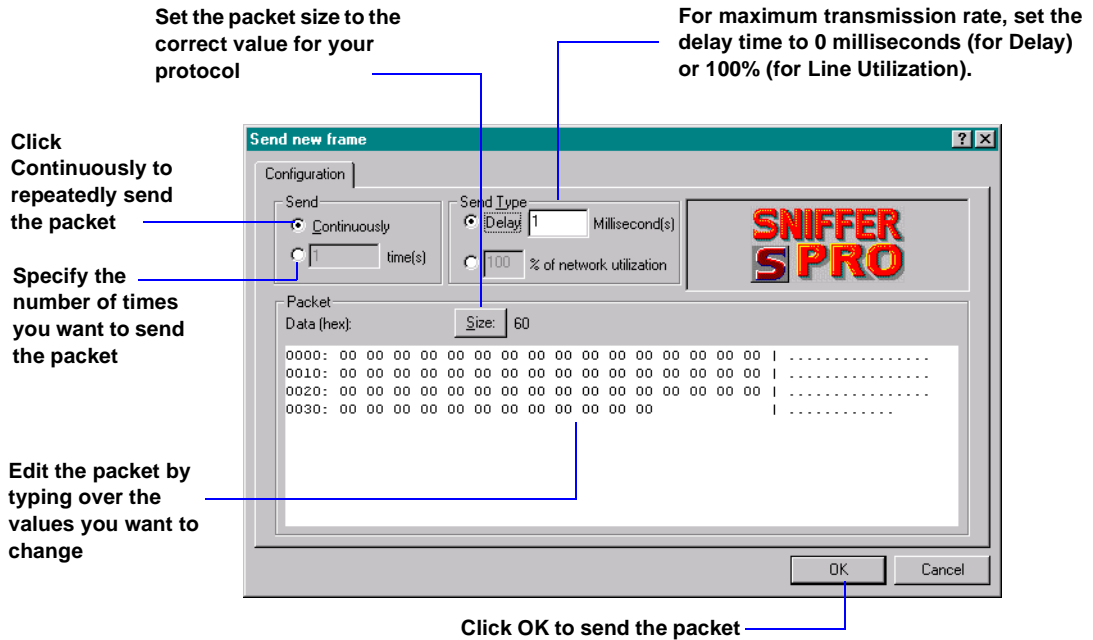 Set the packet size to the
correct value for your
protocol
For maximum transmission rate, set the
delay time to 0 milliseconds (for Delay)
or 100% (for Line Utilization).
Click
Continuously to
repeatedly send
the packet
Specify the
number of times
you want to send
the packet
Edit the packet by
typing over the
values you want to
change
Send new frame
Configuration
Send
Continuously
1 time(s)
Send Type
Delay 1 Millisecond(s)
100 % of network utilization
SNIFFER
S PRO
Packet
Data (hex): Size: 60
0000: 00 00 00 00 00 00 00 00 00 00 00 00 00 00 00 00 | ................
0010: 00 00 00 00 00 00 00 00 00 00 00 00 00 00 00 00 | ................
0020: 00 00 00 00 00 00 00 00 00 00 00 00 00 00 00 00 | ................
0030: 00 00 00 00 00 00 00 00 00 00 00 00 | ............
OK Cancel
Click OK to send the packet